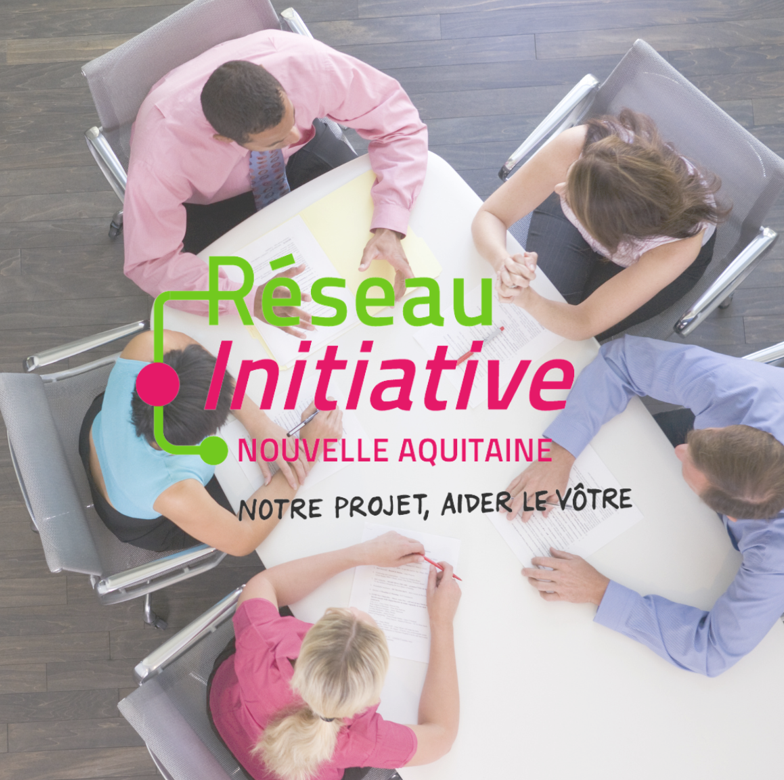 Réseau
Initiative
NOUVELLE AQUITAINE
NOTRE PROJET, AIDER LE VÔTRE